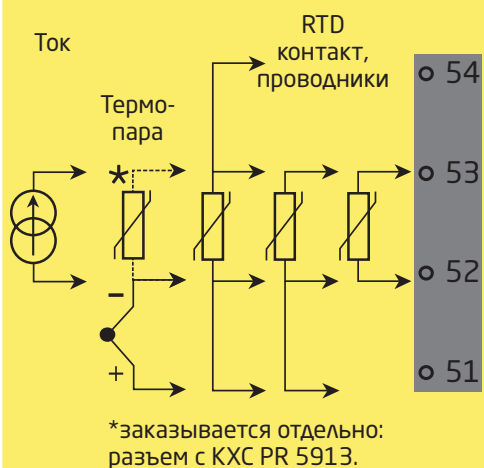 Ток
RTD
контакт,
проводники
Термо-
пара
54
*
53
52
−
+
51
*заказывается отдельно:
разъем с КХС PR 5913.